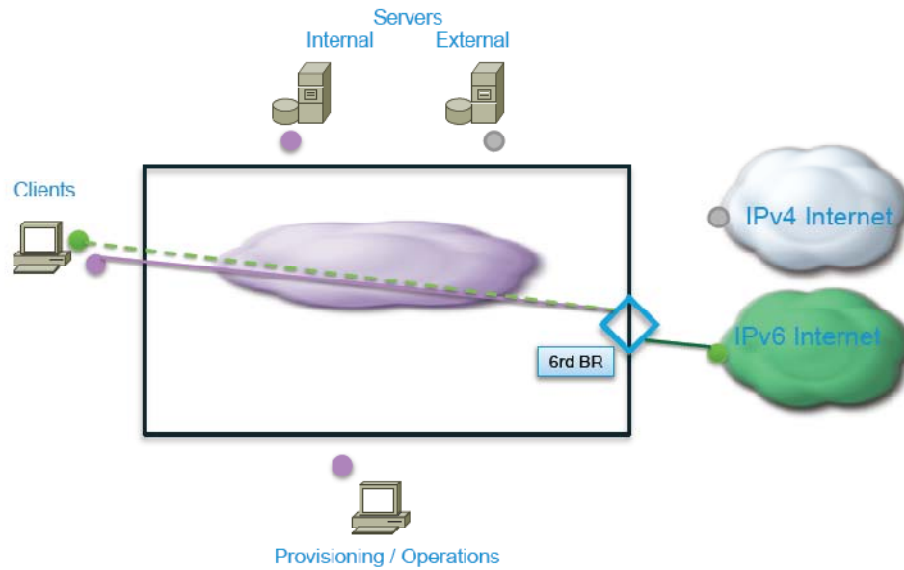 Servers
Internal External
Clients
IPv4 Internet
IPv6 Internet
6rd BR
Provisioning / Operations